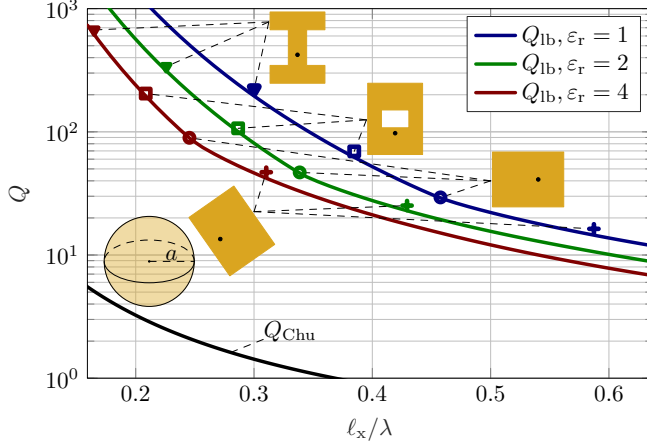 10³
10²
10¹
10⁰
Q
Q_lb, ε_r = 1
Q_lb, ε_r = 2
Q_lb, ε_r = 4
a
Q_Chu
0.2 0.3 0.4 0.5 0.6
ℓ_x/λ